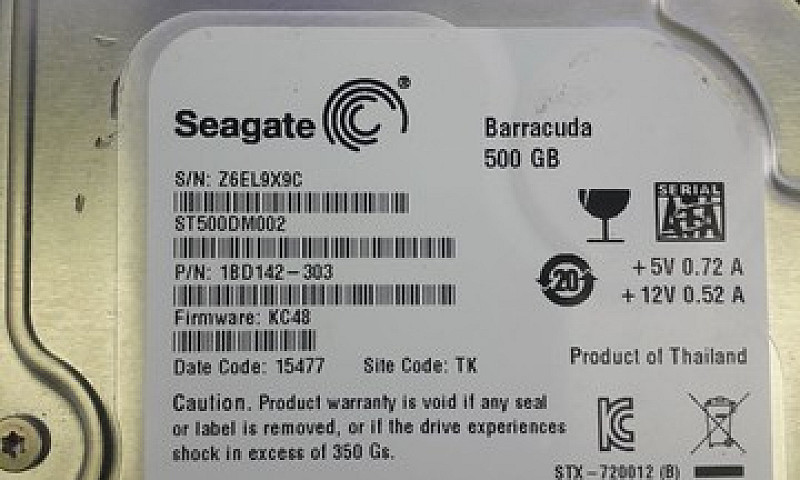 Seagate
Barracuda
500 GB
S/N: Z6EL9X9C
ST500DM002
P/N: 1BD142-303
Firmware: KC48
Date Code: 15477 Site Code: TK
SERIAL
ATA
20
+5V 0.72 A
+12V 0.52 A
Product of Thailand
Caution. Product warranty is void if any seal
or label is removed, or if the drive experiences
shock in excess of 350 Gs.
STX-720012 (B)